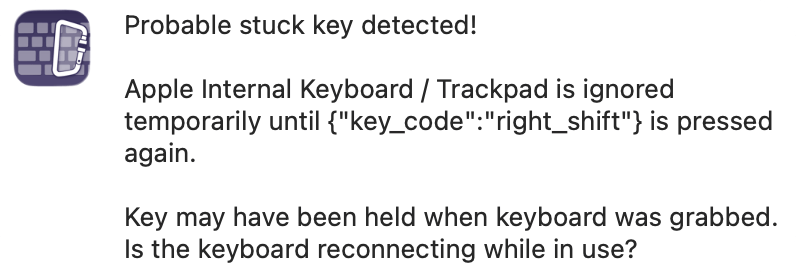 Probable stuck key detected!
Apple Internal Keyboard / Trackpad is ignored
temporarily until {"key_code":"right_shift"} is pressed
again.
Key may have been held when keyboard was grabbed.
Is the keyboard reconnecting while in use?